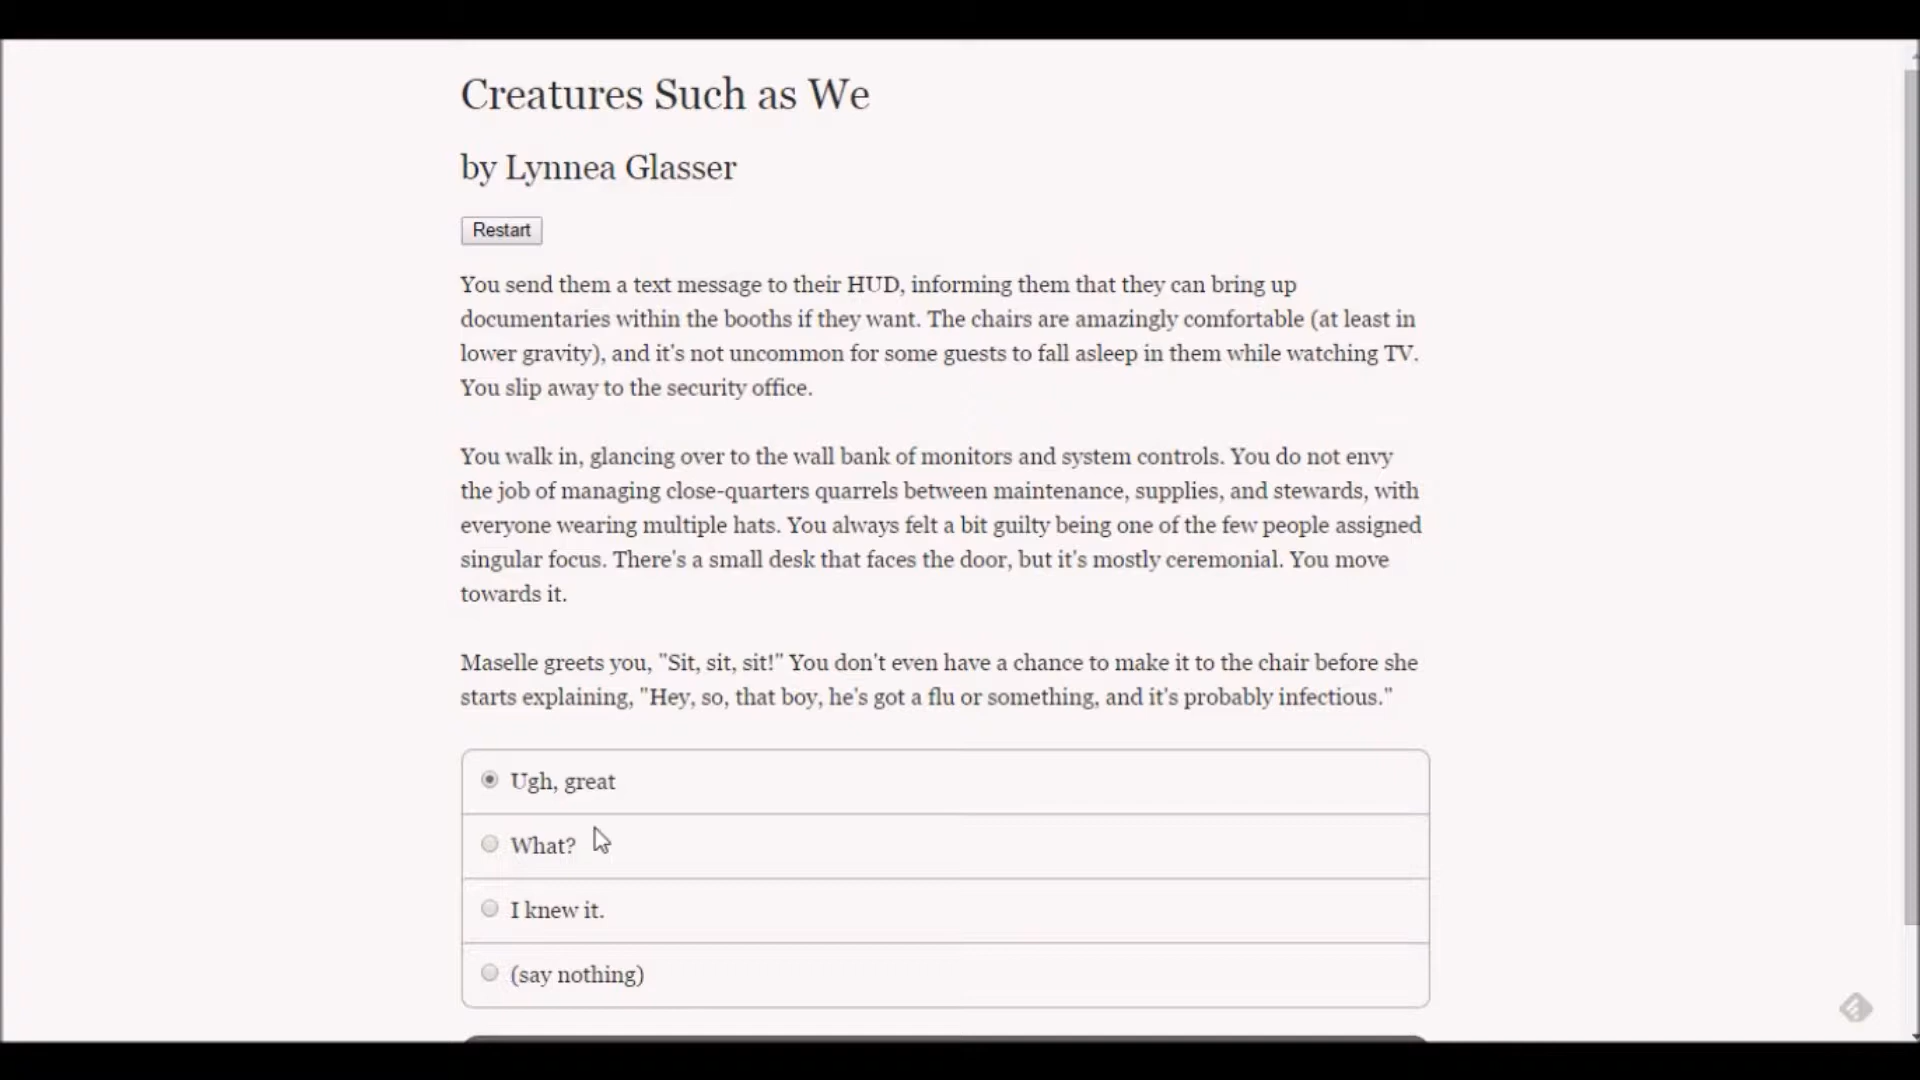 Creatures Such as We
by Lynnea Glasser
Restart
You send them a text message to their HUD, informing them that they can bring up
documentaries within the booths if they want. The chairs are amazingly comfortable (at least in
lower gravity), and it's not uncommon for some guests to fall asleep in them while watching TV.
You slip away to the security office.
You walk in, glancing over to the wall bank of monitors and system controls. You do not envy
the job of managing close-quarters quarrels between maintenance, supplies, and stewards, with
everyone wearing multiple hats. You always felt a bit guilty being one of the few people assigned
singular focus. There's a small desk that faces the door, but it's mostly ceremonial. You move
towards it.
Maselle greets you, "Sit, sit, sit!" You don't even have a chance to make it to the chair before she
starts explaining, "Hey, so, that boy, he's got a flu or something, and it's probably infectious."
Ugh, great
What?
I knew it.
(say nothing)